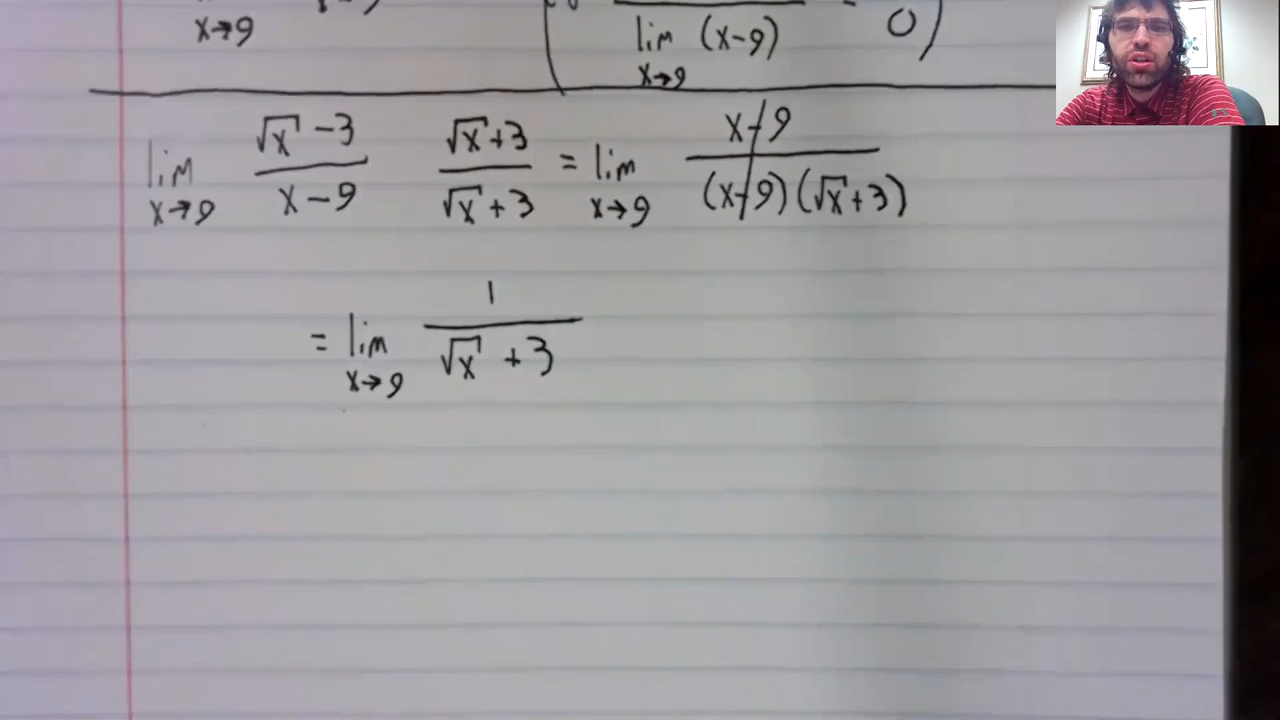 x→9
lim (x-9)
x→9
0)
lim x→9 (√x - 3)/(x - 9) (√x + 3)/(√x + 3) = lim x→9 (x-9)/((x-9)(√x + 3))
= lim x→9 1/(√x + 3)